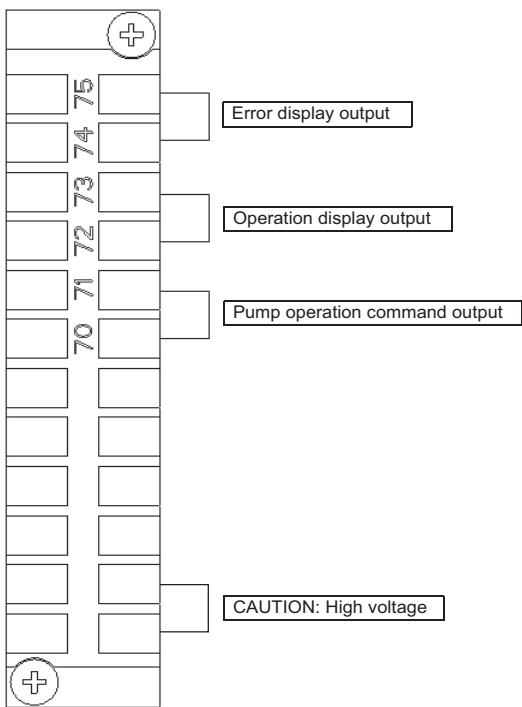 75
Error display output
74
73
Operation display output
72
71
Pump operation command output
70
CAUTION: High voltage